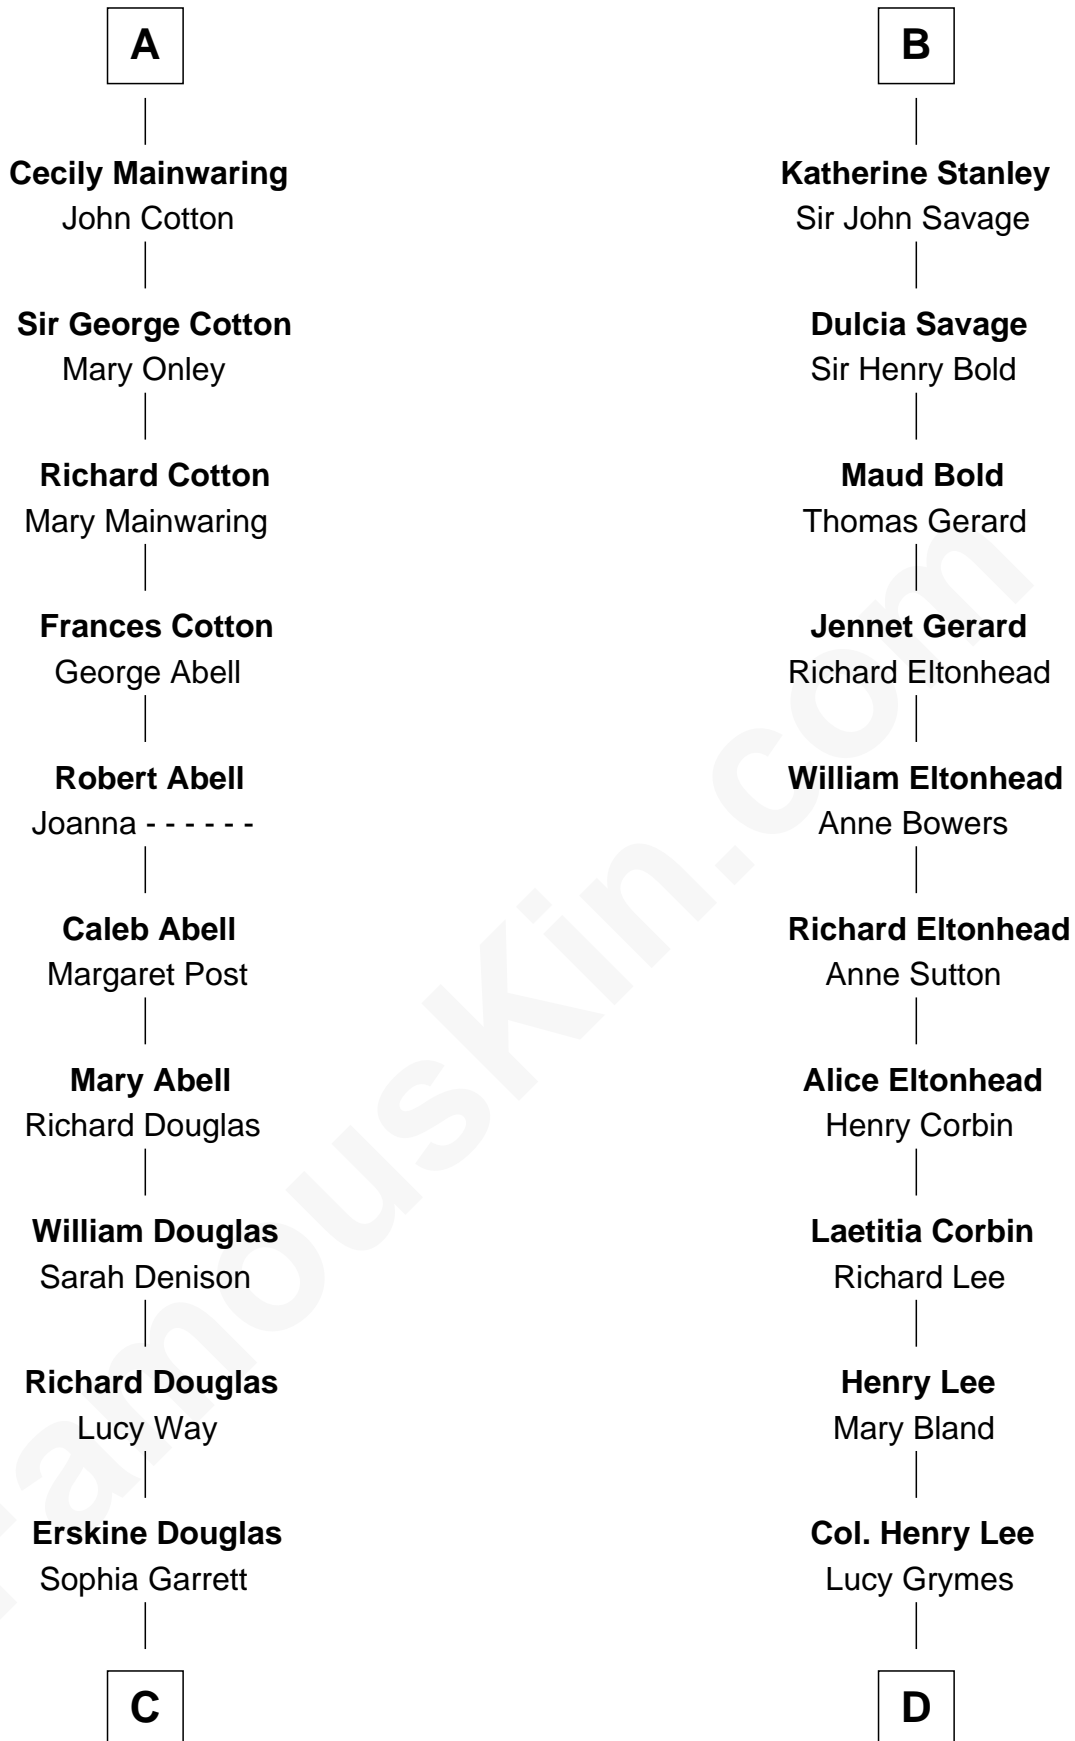 A
Cecily Mainwaring
John Cotton
Sir George Cotton
Mary Onley
Richard Cotton
Mary Mainwaring
Frances Cotton
George Abell
Robert Abell
Joanna - - - - - -
Caleb Abell
Margaret Post
Mary Abell
Richard Douglas
William Douglas
Sarah Denison
Richard Douglas
Lucy Way
Erskine Douglas
Sophia Garrett
C
B
Katherine Stanley
Sir John Savage
Dulcia Savage
Sir Henry Bold
Maud Bold
Thomas Gerard
Jennet Gerard
Richard Eltonhead
William Eltonhead
Anne Bowers
Richard Eltonhead
Anne Sutton
Alice Eltonhead
Henry Corbin
Laetitia Corbin
Richard Lee
Henry Lee
Mary Bland
Col. Henry Lee
Lucy Grymes
D
FamousKin.com